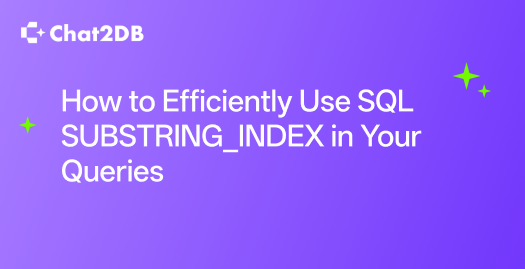 Chat2DB
How to Efficiently Use SQL
SUBSTRING_INDEX in Your
Queries